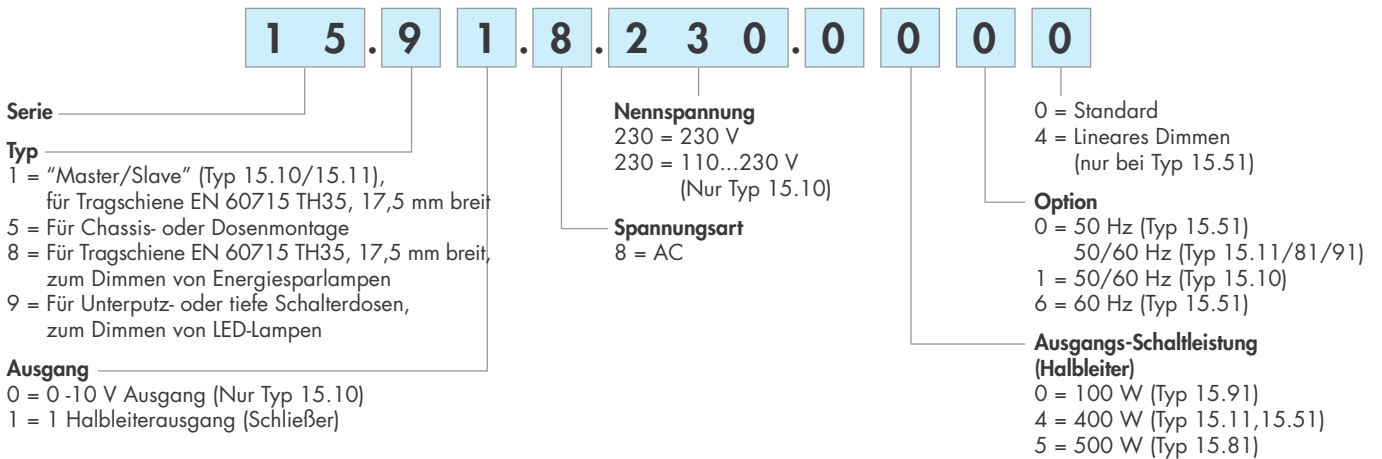 1 5.9 1.8.2 3 0.0 0 0 0
Serie
Typ
1 = “Master/Slave” (Typ 15.10/15.11),
für Tragschiene EN 60715 TH35, 17,5 mm breit
5 = Für Chassis- oder Dosenmontage
8 = Für Tragschiene EN 60715 TH35, 17,5 mm breit,
zum Dimmen von Energiesparlampen
9 = Für Unterputz- oder tiefe Schalterdosen,
zum Dimmen von LED-Lampen
Ausgang
0 = 0 -10 V Ausgang (Nur Typ 15.10)
1 = 1 Halbleiterausgang (Schließer)
Nennspannung
230 = 230 V
230 = 110...230 V
(Nur Typ 15.10)
Spannungsart
8 = AC
0 = Standard
4 = Lineares Dimmen
(nur bei Typ 15.51)
Option
0 = 50 Hz (Typ 15.51)
50/60 Hz (Typ 15.11/81/91)
1 = 50/60 Hz (Typ 15.10)
6 = 60 Hz (Typ 15.51)
Ausgangs-Schaltleistung
(Halbleiter)
0 = 100 W (Typ 15.91)
4 = 400 W (Typ 15.11,15.51)
5 = 500 W (Typ 15.81)